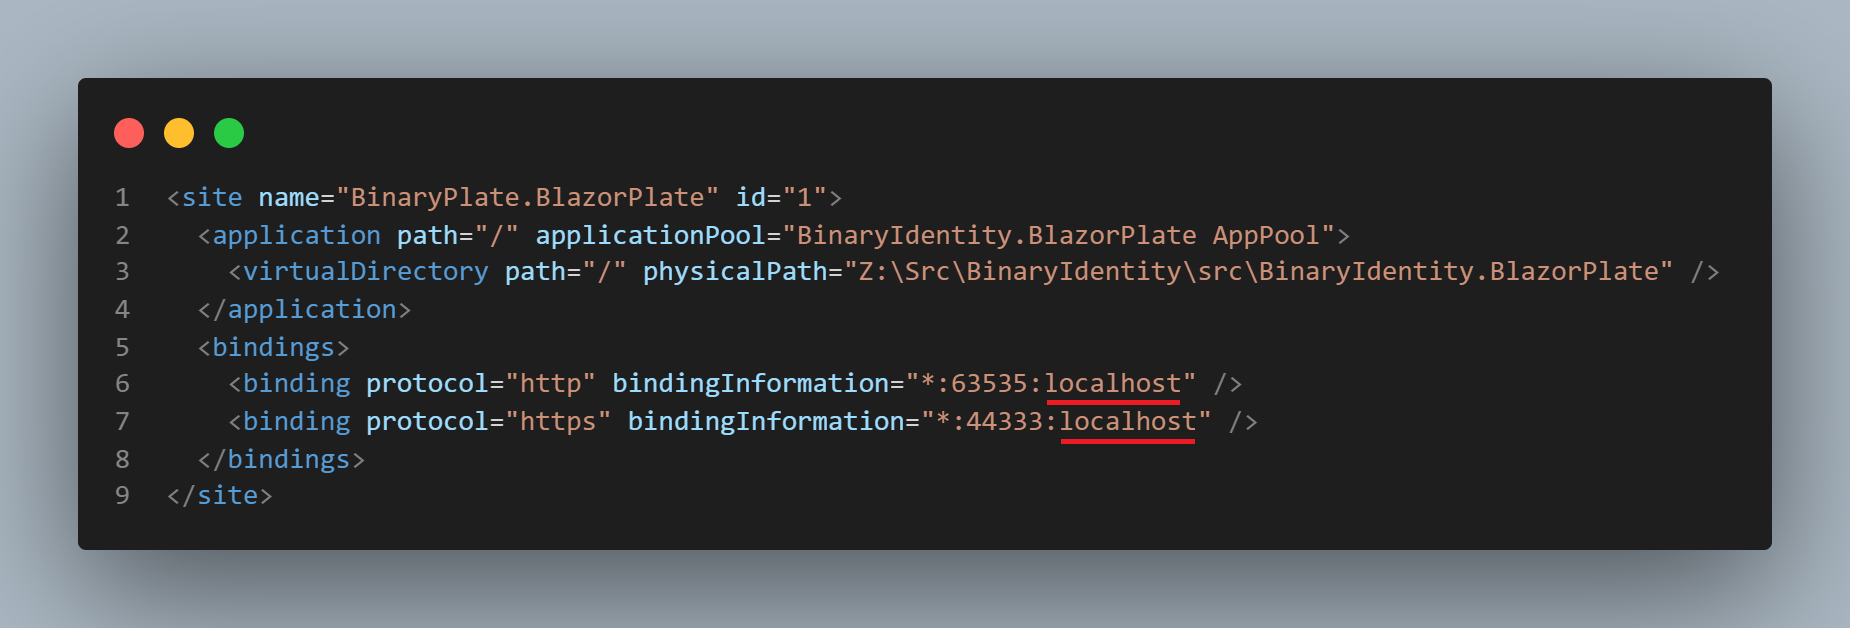 1 <site name="BinaryPlate.BlazorPlate" id="1">
2   <application path="/" applicationPool="BinaryIdentity.BlazorPlate AppPool">
3     <virtualDirectory path="/" physicalPath="Z:\Src\BinaryIdentity\src\BinaryIdentity.BlazorPlate" />
4   </application>
5   <bindings>
6     <binding protocol="http" bindingInformation="*:63535:localhost" />
7     <binding protocol="https" bindingInformation="*:44333:localhost" />
8   </bindings>
9 </site>